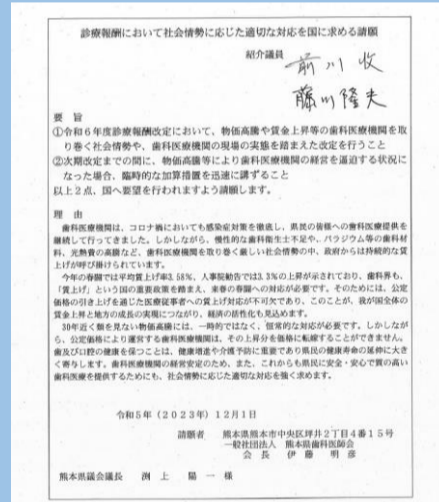 診療報酬において社会情勢に応じた適切な対応を国に求める請願
紹介議員
前川收
藤川隆夫
要 旨
①令和6年度診療報酬改定において、物価高騰や賃金上昇等の歯科医療機関を取
り巻く社会情勢や、歯科医療機関の現場の実態を踏まえた改定を行うこと
②次期改定までの間に、物価高騰等により歯科医療機関の経営を逼迫する状況に
なった場合、臨時的な加算措置を迅速に講ずること
以上2点、国へ要望を行われますよう請願します。
理 由
歯科医療機関は、コロナ禍においても感染症対策を徹底し、県民の皆様への歯科医療提供を
継続して行ってきました。しかしながら、慢性的な歯科衛生士不足や、パラジウム等の歯科材
料、光熱費の高騰など、歯科医療機関を取り巻く厳しい社会情勢の中、政府からは持続的な賃
上げが呼び掛けられています。
今年の春闘では平均賃上げ率3.58%、人事院勧告では3.3%の上昇が示されており、歯科界も、
「賃上げ」という国の重要政策を踏まえ、来春の春闘への対応が必要です。そのためには、公定
価格の引き上げを通じた医療従事者への賃上げ対応が不可欠であり、このことが、我が国全体の
賃金上昇と地方の成長の実現につながり、経済の活性化も見込めます。
30年近く類を見ない物価高騰には、一時的ではなく、恒常的な対応が必要です。しかしなが
ら、公定価格により運営する歯科医療機関は、その上昇分を価格に転嫁することができません。
歯及び口腔の健康を保つことは、健康増進や介護予防に重要であり県民の健康寿命の延伸に大き
く寄与します。歯科医療機関の経営安定のため、また、これからも県民に安全・安心で質の高い
歯科医療を提供するためにも、社会情勢に応じた適切な対応を強く求めます。
令和5年(2023年)12月1日
請願者 熊本県熊本市中央区坪井2丁目4番15号
一般社団法人 熊本県歯科医師会
会 長 伊 藤 明 彦
熊本県議会議長 渕 上 陽 一 様